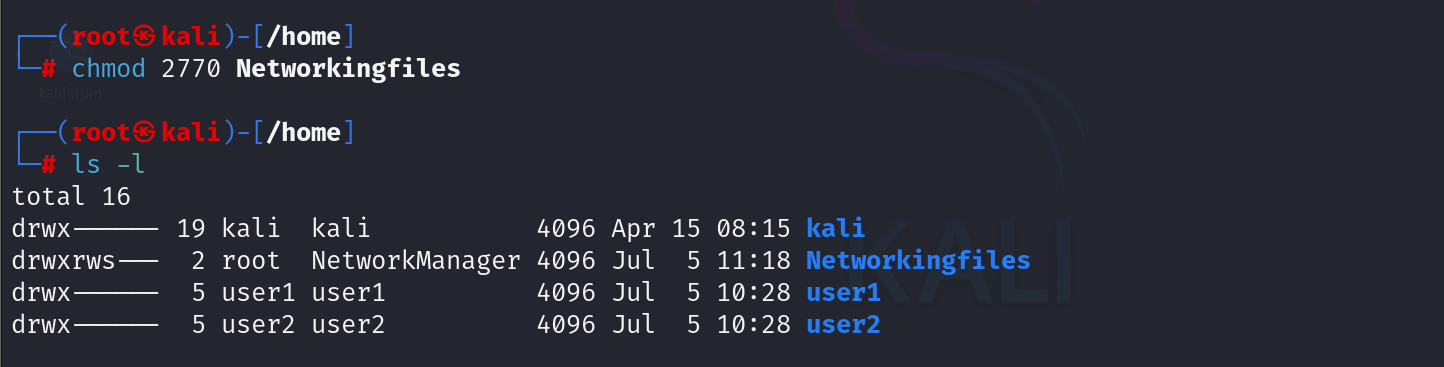 ┌──(root㉿kali)-[/home]
└─# chmod 2770 Networkingfiles
kaliforum
┌──(root㉿kali)-[/home]
└─# ls -l
total 16
drwx------ 19 kali  kali           4096 Apr 15 08:15 kali
drwxrws---  2 root  NetworkManager 4096 Jul  5 11:18 Networkingfiles
drwx------  5 user1 user1          4096 Jul  5 10:28 user1
drwx------  5 user2 user2          4096 Jul  5 10:28 user2
KALI